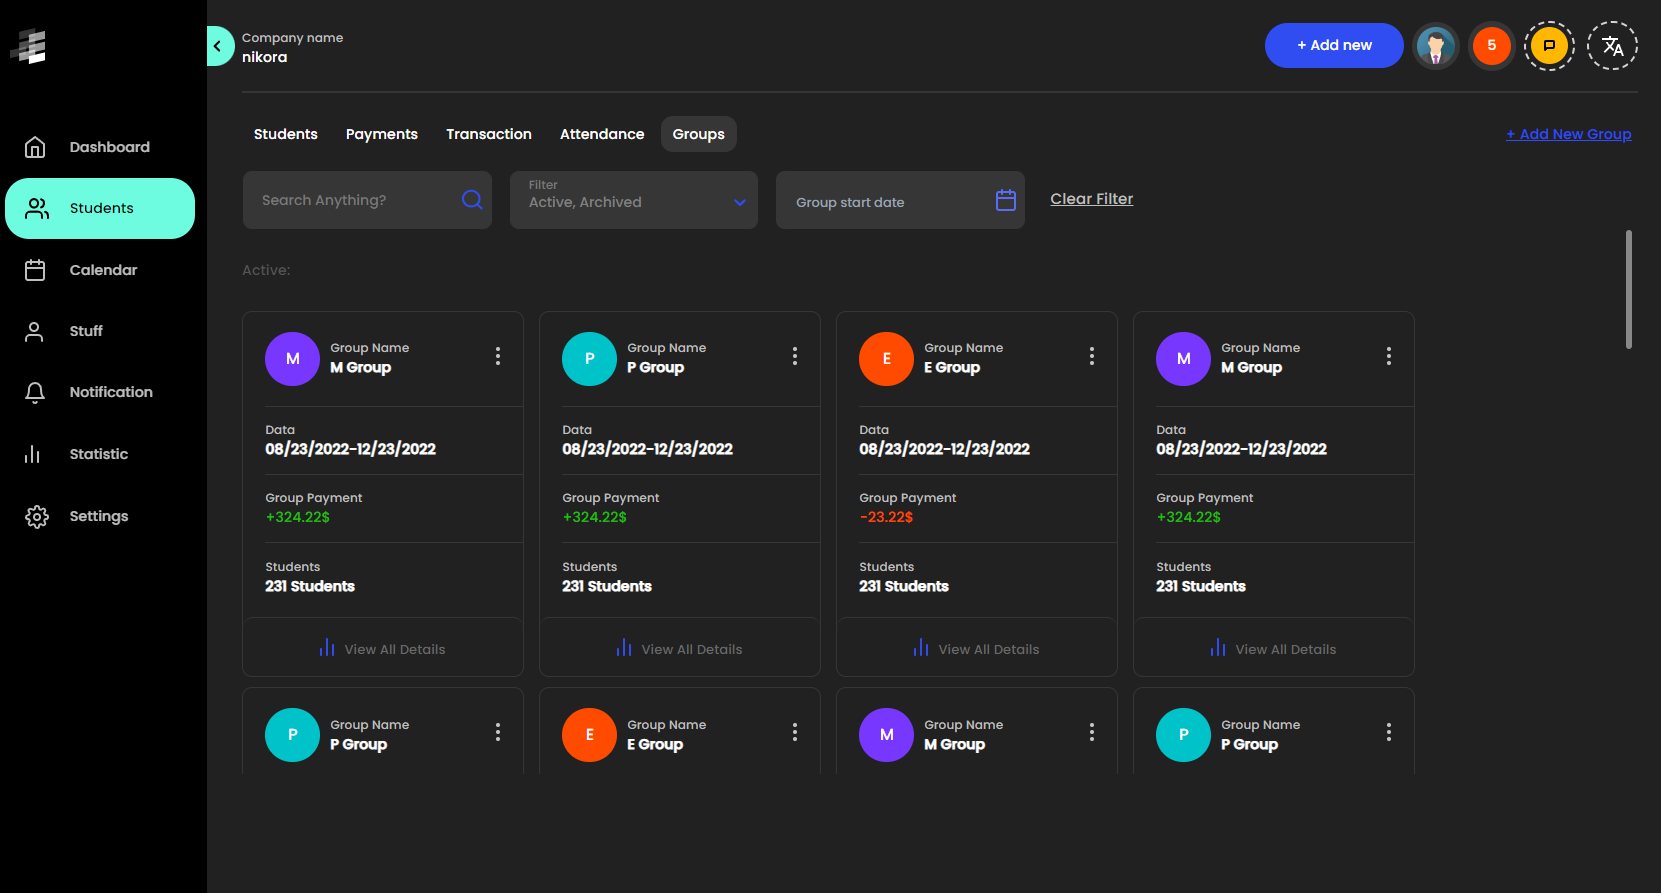 Company name
nikora
+ Add new
5
Dashboard
Students
Calendar
Stuff
Notification
Statistic
Settings
Students Payments Transaction Attendance Groups
+ Add New Group
Search Anything?
Filter
Active, Archived
Group start date
Clear Filter
Active:
M
Group Name
M Group
Data
08/23/2022-12/23/2022
Group Payment
+324.22$
Students
231 Students
View All Details
P
Group Name
P Group
Data
08/23/2022-12/23/2022
Group Payment
+324.22$
Students
231 Students
View All Details
E
Group Name
E Group
Data
08/23/2022-12/23/2022
Group Payment
-23.22$
Students
231 Students
View All Details
M
Group Name
M Group
Data
08/23/2022-12/23/2022
Group Payment
+324.22$
Students
231 Students
View All Details
P
Group Name
P Group
E
Group Name
E Group
M
Group Name
M Group
P
Group Name
P Group